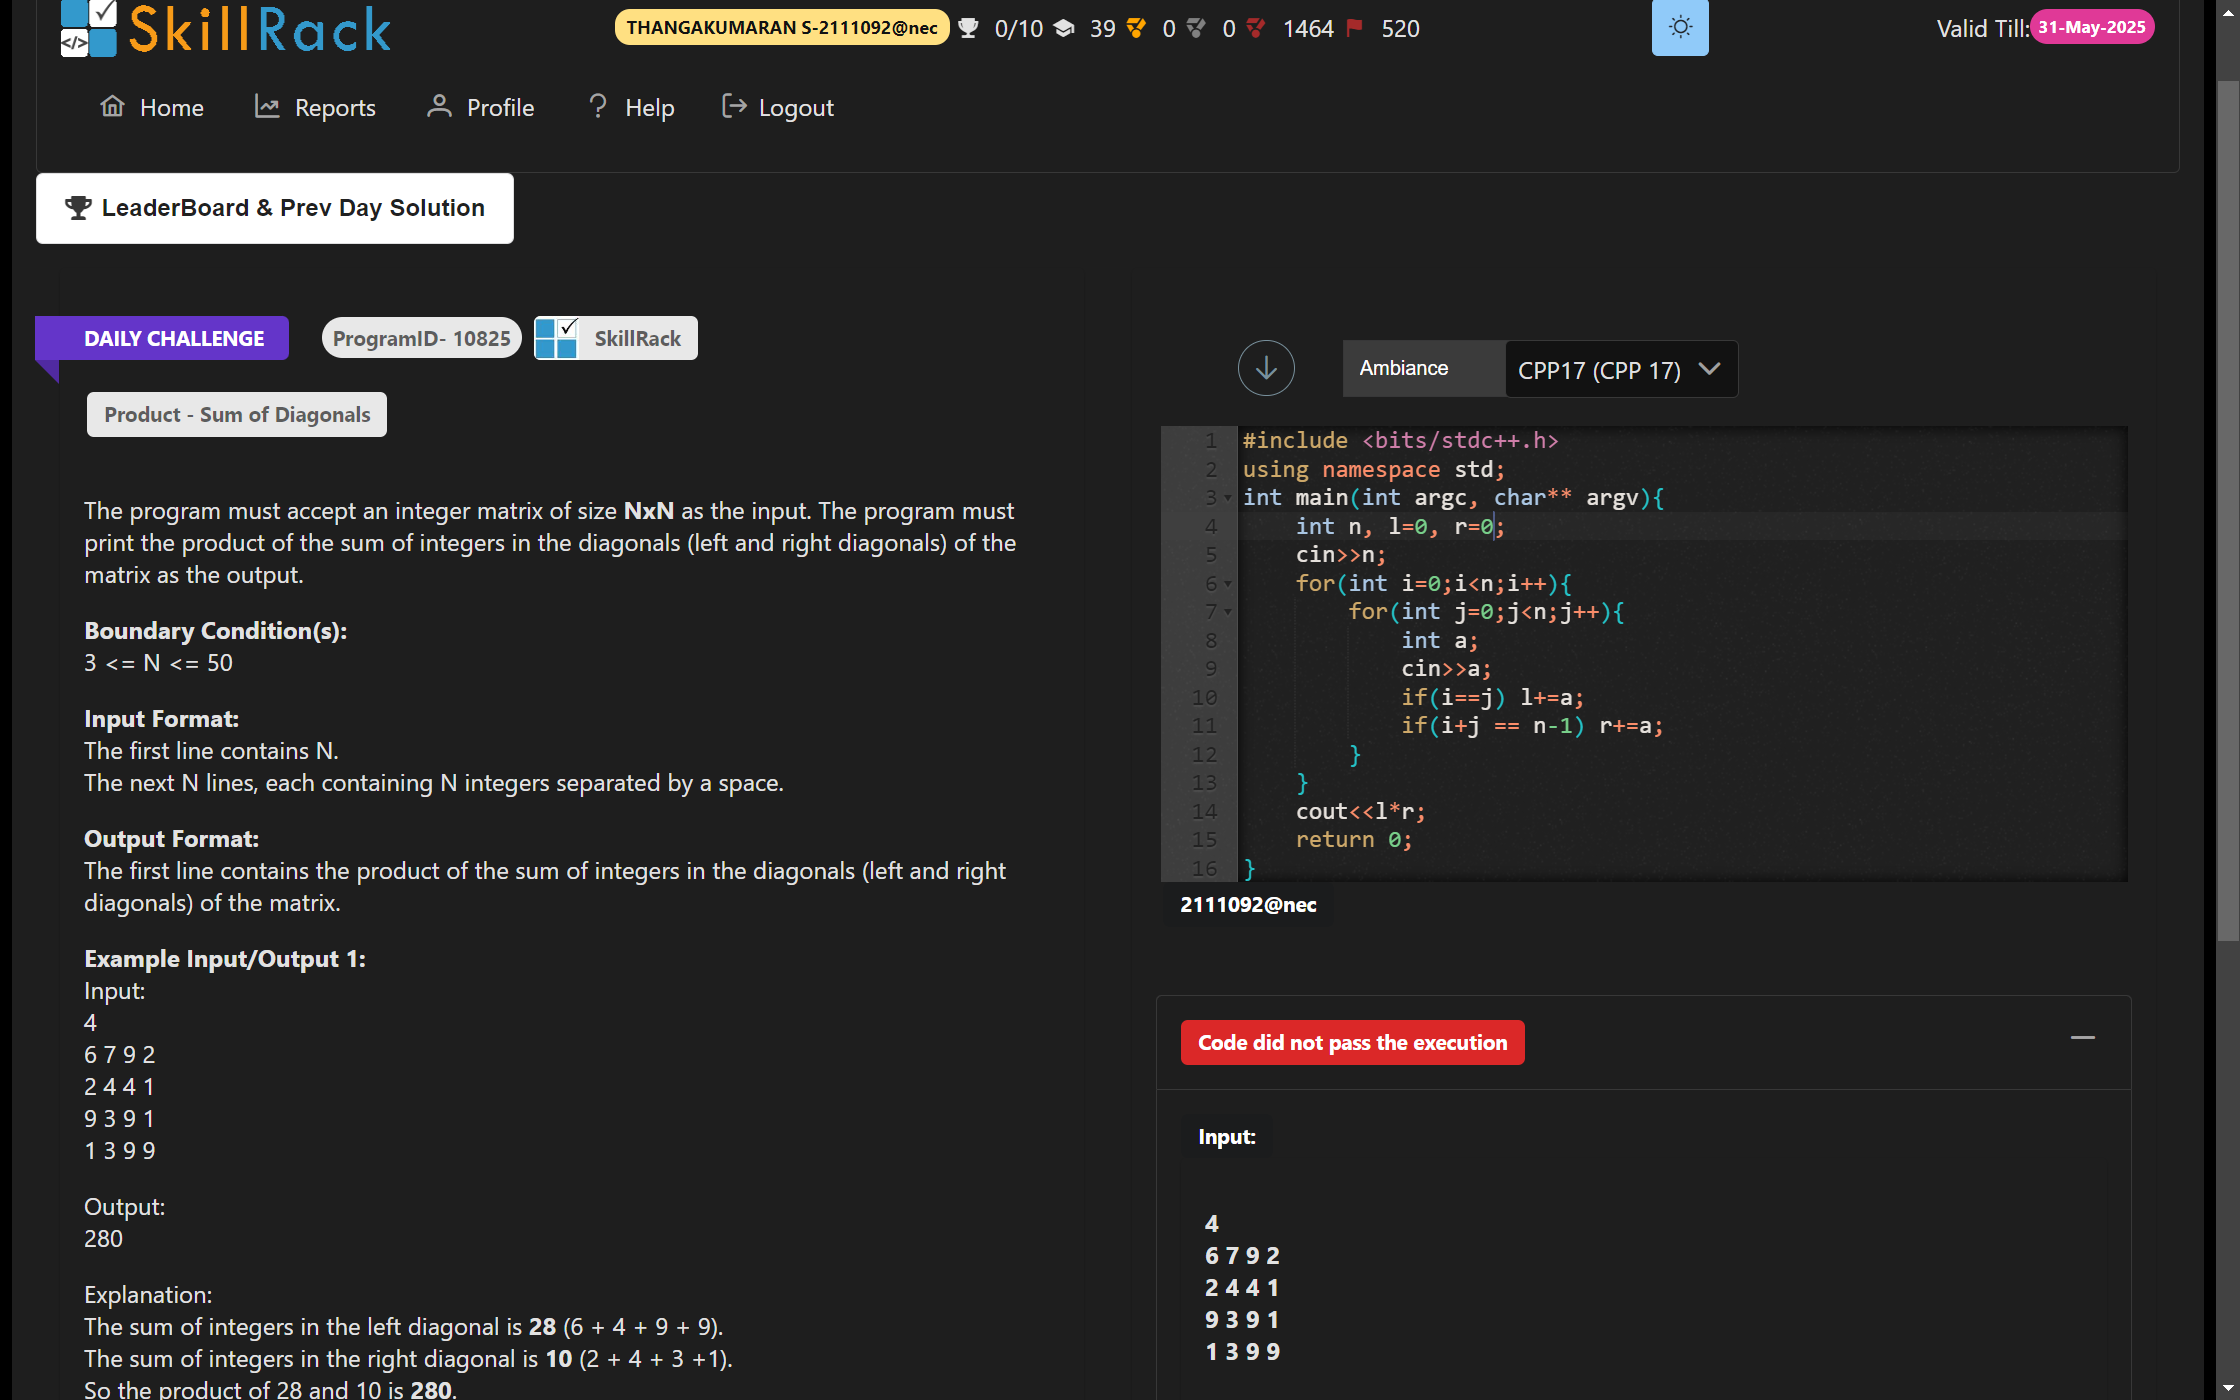 SkillRack
THANGAKUMARAN S-2111092@nec 0/10 39 0 0 1464 520
Valid Till: 31-May-2025
Home Reports Profile Help Logout
LeaderBoard & Prev Day Solution
DAILY CHALLENGE ProgramID- 10825 SkillRack
Product - Sum of Diagonals
The program must accept an integer matrix of size NxN as the input. The program must
print the product of the sum of integers in the diagonals (left and right diagonals) of the
matrix as the output.
Boundary Condition(s):
3 <= N <= 50
Input Format:
The first line contains N.
The next N lines, each containing N integers separated by a space.
Output Format:
The first line contains the product of the sum of integers in the diagonals (left and right
diagonals) of the matrix.
Example Input/Output 1:
Input:
4
6 7 9 2
2 4 4 1
9 3 9 1
1 3 9 9
Output:
280
Explanation:
The sum of integers in the left diagonal is 28 (6 + 4 + 9 + 9).
The sum of integers in the right diagonal is 10 (2 + 4 + 3 +1).
So the product of 28 and 10 is 280.
Ambiance CPP17 (CPP 17)
1 #include <bits/stdc++.h>
2 using namespace std;
3 int main(int argc, char** argv){
4 int n, l=0, r=0;
5 cin>>n;
6 for(int i=0;i<n;i++){
7 for(int j=0;j<n;j++){
8 int a;
9 cin>>a;
10 if(i==j) l+=a;
11 if(i+j == n-1) r+=a;
12 }
13 }
14 cout<<l*r;
15 return 0;
16 }
2111092@nec
Code did not pass the execution
Input:
4
6 7 9 2
2 4 4 1
9 3 9 1
1 3 9 9